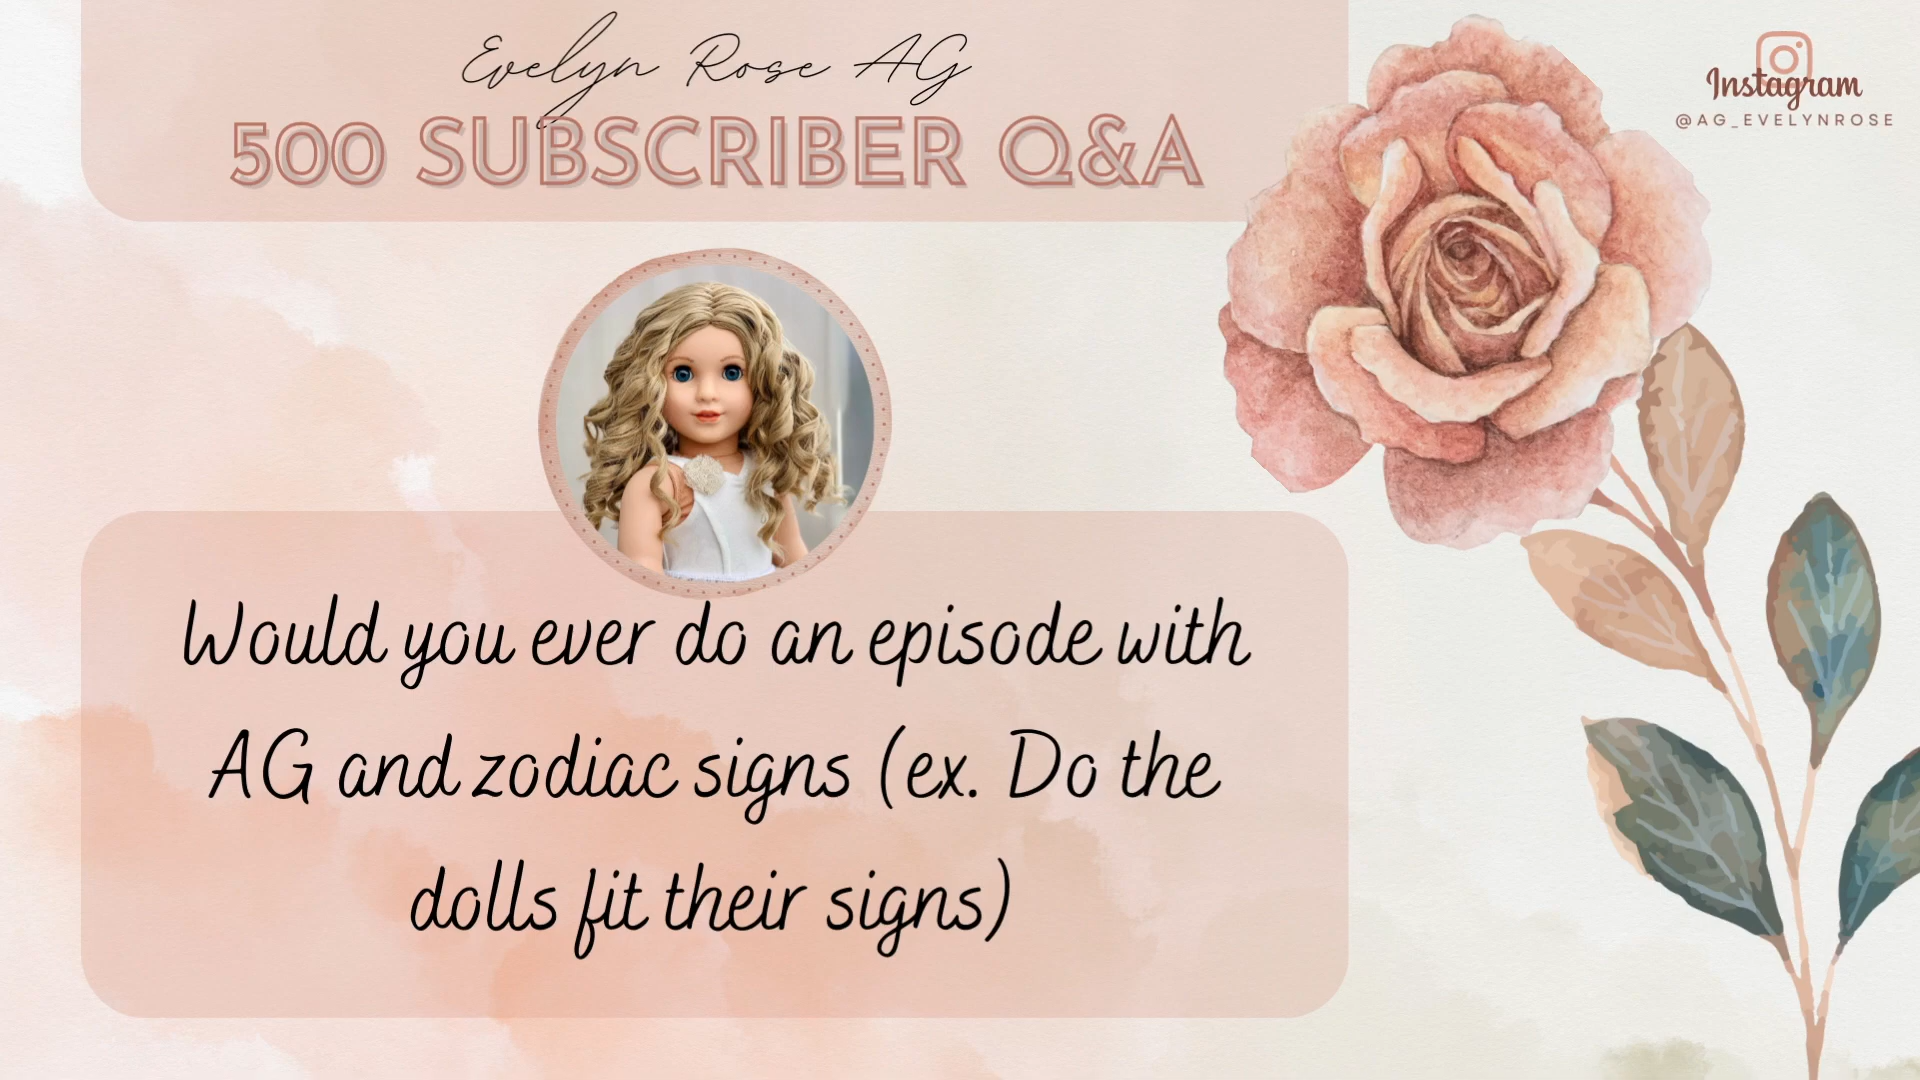 Evelyn Rose AG
500 SUBSCRIBER Q&A
Instagram
@AG_EVELYNROSE
Would you ever do an episode with
AG and zodiac signs (ex. Do the
dolls fit their signs)